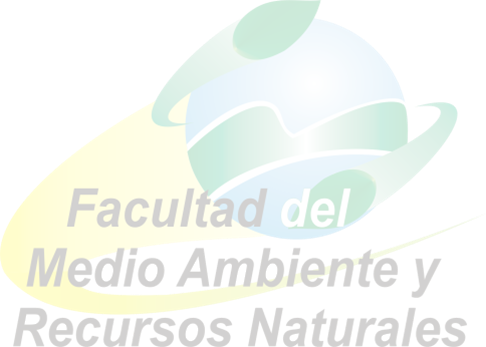 Facultad del
Medio Ambiente y
Recursos Naturales